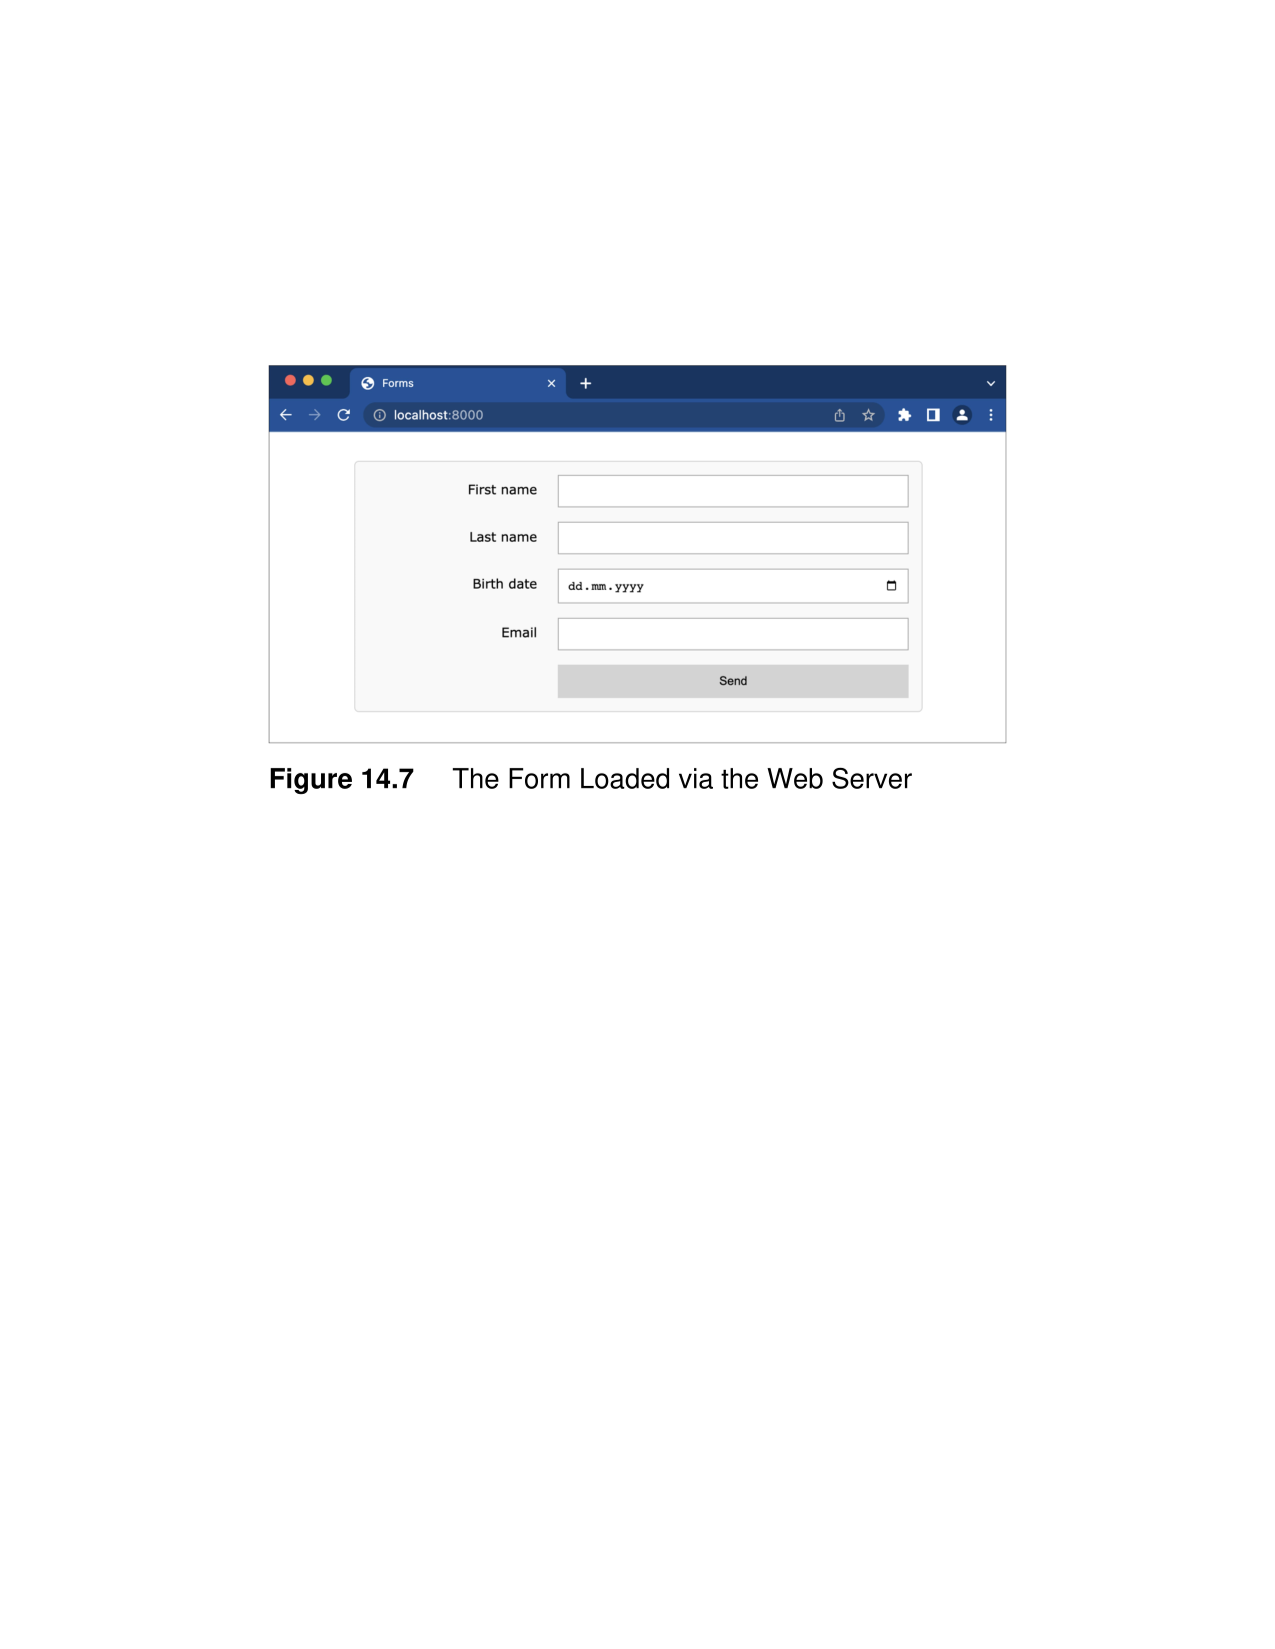 Forms
localhost:8000
First name
Last name
Birth date
dd.mm.yyyy
Email
Send
Figure 14.7 The Form Loaded via the Web Server